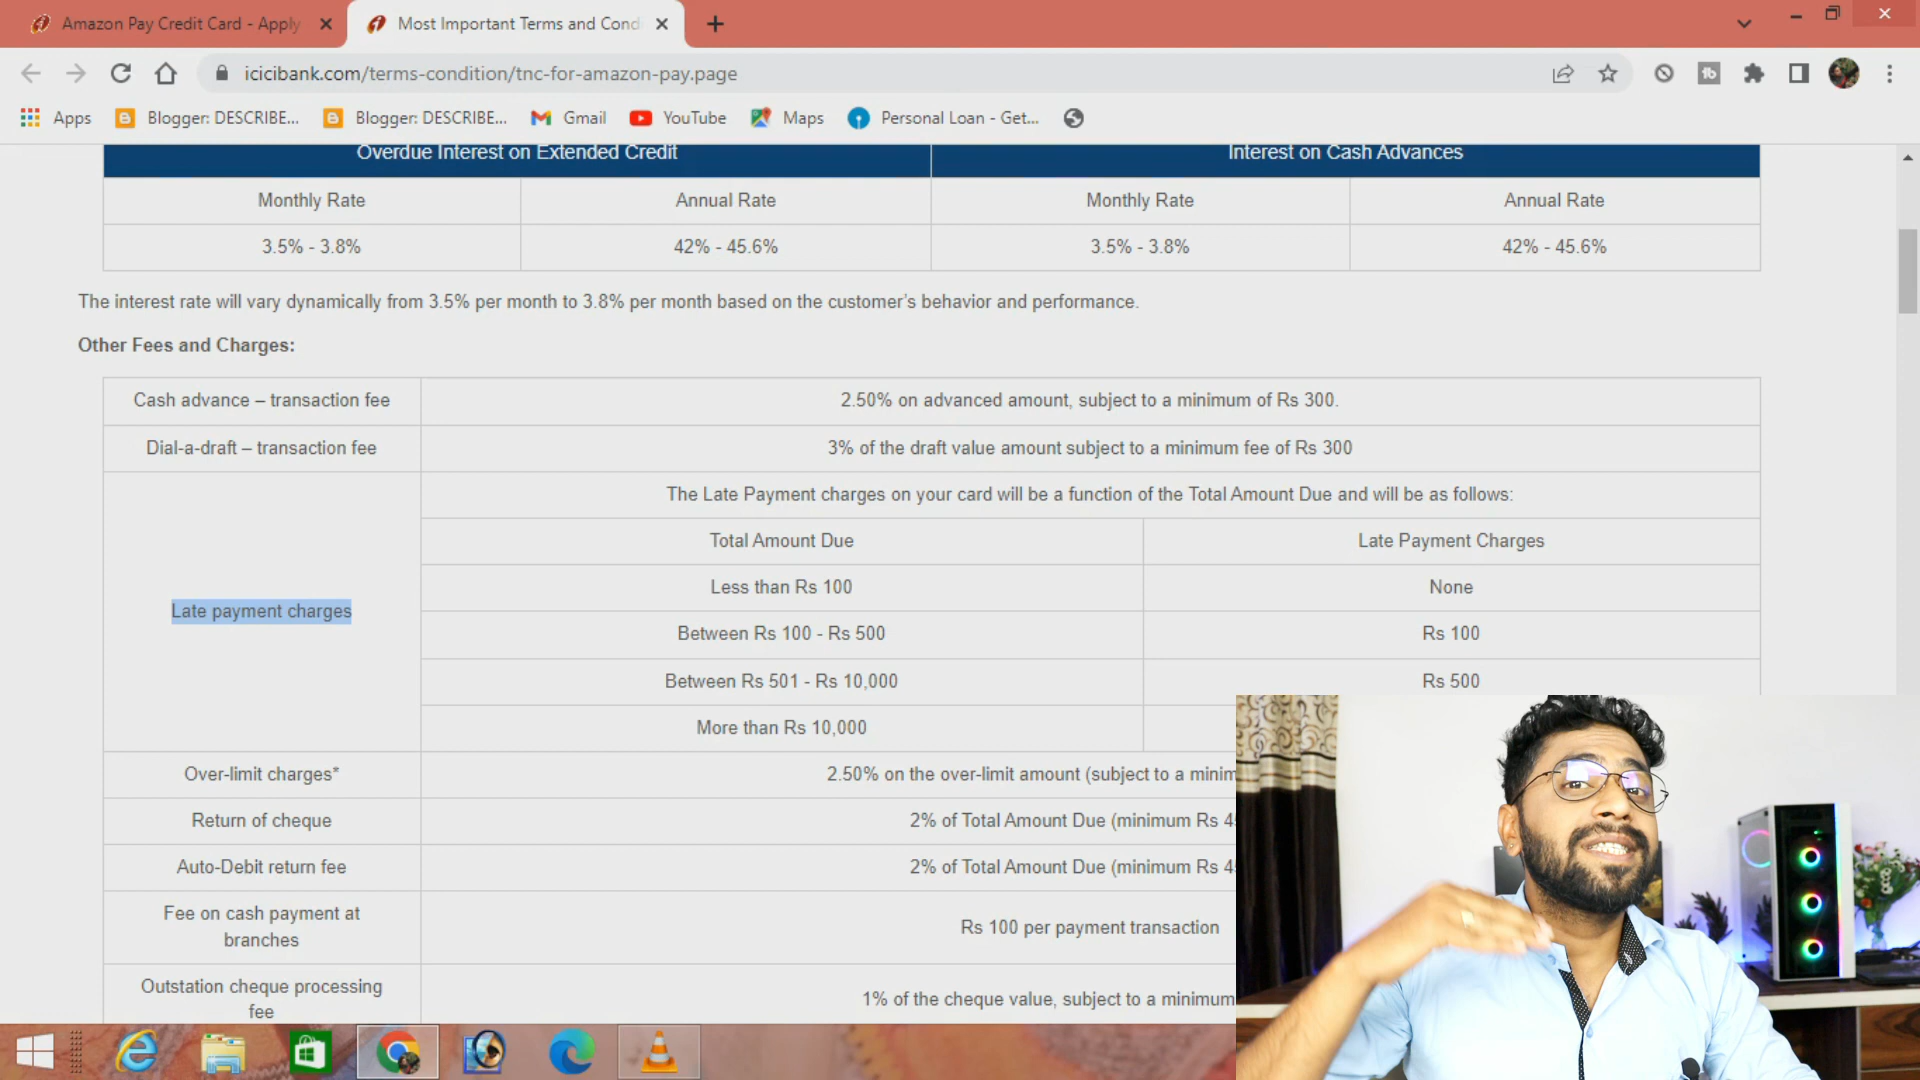 Amazon Pay Credit Card - Apply
Most Important Terms and Cond
icicibank.com/terms-condition/tnc-for-amazon-pay.page
Apps
Blogger: DESCRIBE...
Blogger: DESCRIBE...
Gmail
YouTube
Maps
Personal Loan - Get...
Overdue Interest on Extended Credit
Interest on Cash Advances
Monthly Rate
Annual Rate
Monthly Rate
Annual Rate
3.5% - 3.8%
42% - 45.6%
3.5% - 3.8%
42% - 45.6%
The interest rate will vary dynamically from 3.5% per month to 3.8% per month based on the customer's behavior and performance.
Other Fees and Charges:
Cash advance – transaction fee
2.50% on advanced amount, subject to a minimum of Rs 300.
Dial-a-draft – transaction fee
3% of the draft value amount subject to a minimum fee of Rs 300
Late payment charges
The Late Payment charges on your card will be a function of the Total Amount Due and will be as follows:
Total Amount Due
Late Payment Charges
Less than Rs 100
None
Between Rs 100 - Rs 500
Rs 100
Between Rs 501 - Rs 10,000
Rs 500
More than Rs 10,000
Over-limit charges*
2.50% on the over-limit amount (subject to a minim
Return of cheque
2% of Total Amount Due (minimum Rs 4
Auto-Debit return fee
2% of Total Amount Due (minimum Rs 4
Fee on cash payment at
branches
Rs 100 per payment transaction
Outstation cheque processing
fee
1% of the cheque value, subject to a minimum